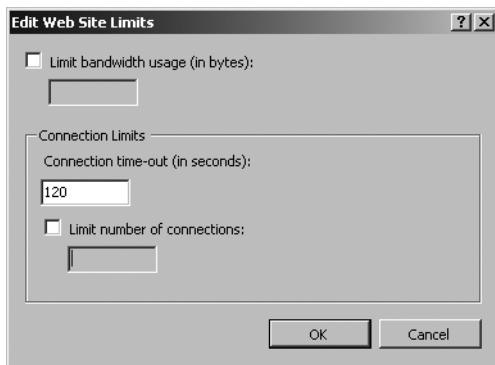 Edit Web Site Limits
Limit bandwidth usage (in bytes):
Connection Limits
Connection time-out (in seconds):
120
Limit number of connections:
OK Cancel